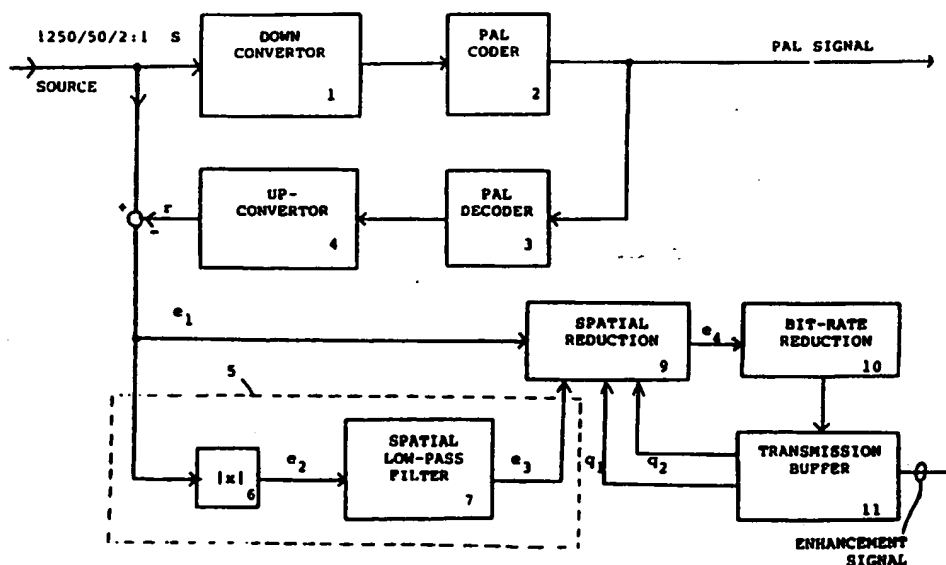 1250/50/2:1 S
SOURCE
DOWN
CONVERTOR
1
PAL
CODER
2
PAL SIGNAL
+
-
r
UP-
CONVERTOR
4
PAL
DECODER
3
e1
5
SPATIAL
REDUCTION
9
e4
BIT-RATE
REDUCTION
10
|x|
6
e2
SPATIAL
LOW-PASS
FILTER
7
e3
q1
q2
TRANSMISSION
BUFFER
11
ENHANCEMENT
SIGNAL